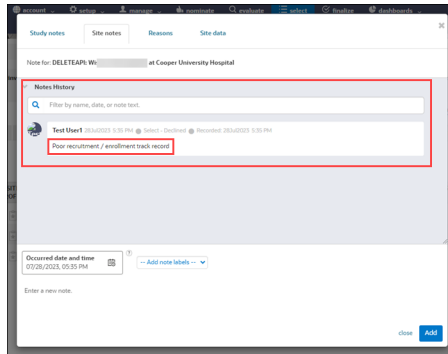 account setup manage nominate evaluate select finalize dashboards
Study notes Site notes Reasons Site data
Note for: DELETEAPI: at Cooper University Hospital
Notes History
Filter by name, date, or note text.
Test User1 28Jul2023 5:35 PM Select - Declined Recorded 28Jul2023 5:35 PM
Poor recruitment / enrollment track record
Occurred date and time
07/28/2023, 05:35 PM
-- Add note labels --
Enter a new note.
close Add